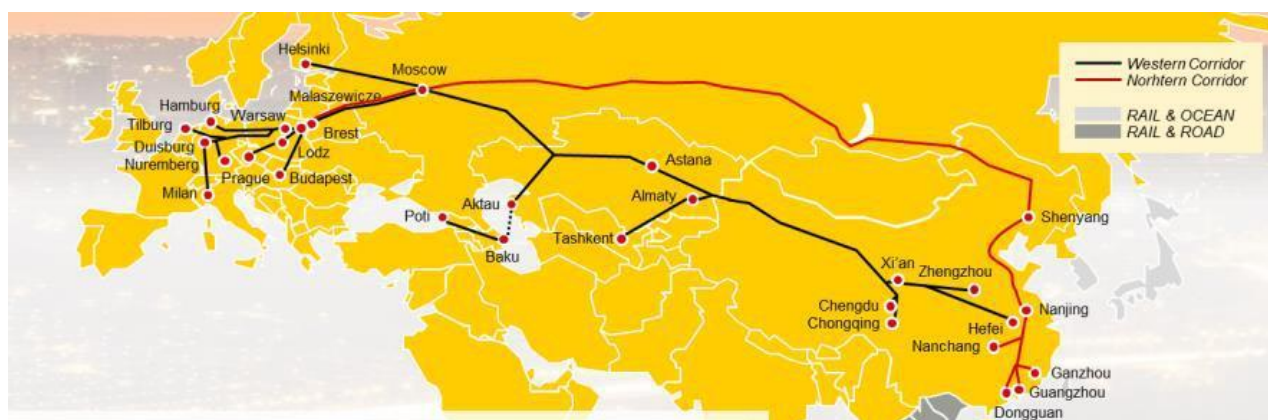 Helsinki
Moscow
Western Corridor
Norhtern Corridor
Malaszewicze
Hamburg
Warsaw
RAIL & OCEAN
Tilburg
Brest
RAIL & ROAD
Duisburg
Lodz
Nuremberg
Astana
Prague
Budapest
Milan
Almaty
Aktau
Poti
Shenyang
Tashkent
Baku
Xi'an
Zhengzhou
Chengdu
Nanjing
Chongqing
Hefei
Nanchang
Ganzhou
Guangzhou
Dongguan